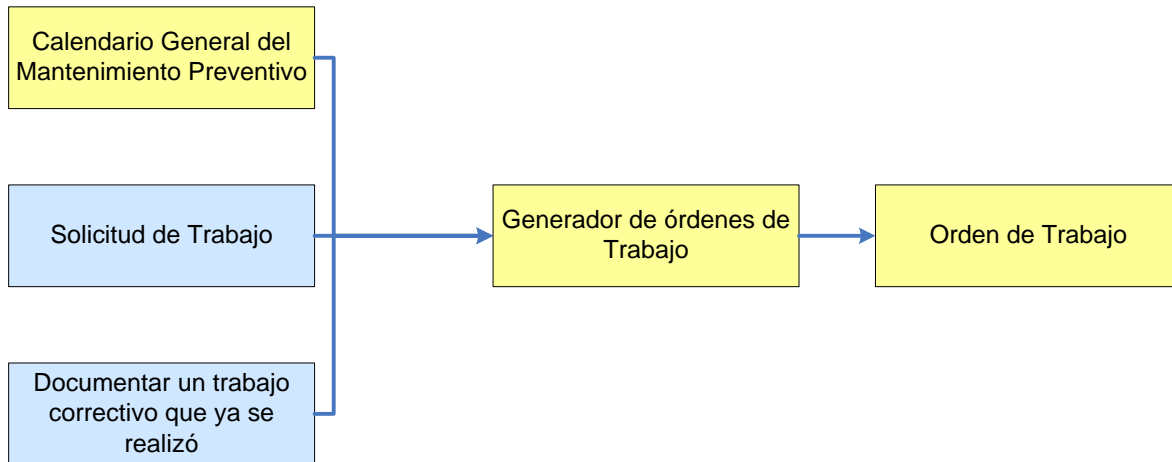 Calendario General del
Mantenimiento Preventivo
Solicitud de Trabajo
Generador de órdenes de
Trabajo
Orden de Trabajo
Documentar un trabajo
correctivo que ya se
realizó